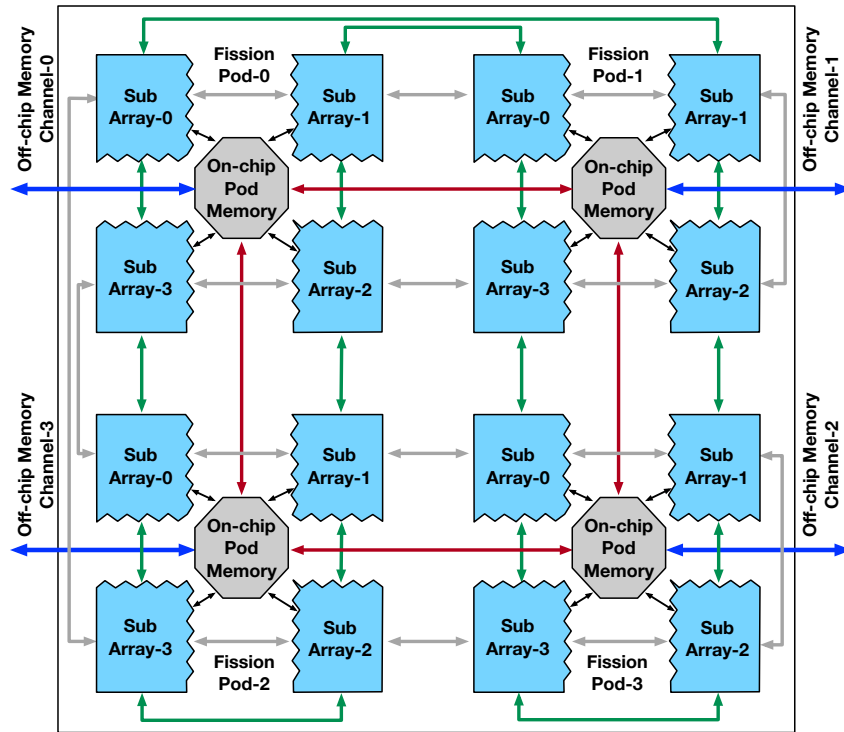 Off-chip Memory
Channel-0
Fission
Pod-0
Fission
Pod-1
Off-chip Memory
Channel-1
Sub
Array-0
Sub
Array-1
Sub
Array-0
Sub
Array-1
On-chip
Pod
Memory
On-chip
Pod
Memory
Sub
Array-3
Sub
Array-2
Sub
Array-3
Sub
Array-2
Off-chip Memory
Channel-3
Off-chip Memory
Channel-2
Sub
Array-0
Sub
Array-1
Sub
Array-0
Sub
Array-1
On-chip
Pod
Memory
On-chip
Pod
Memory
Sub
Array-3
Sub
Array-2
Sub
Array-3
Sub
Array-2
Fission
Pod-2
Fission
Pod-3